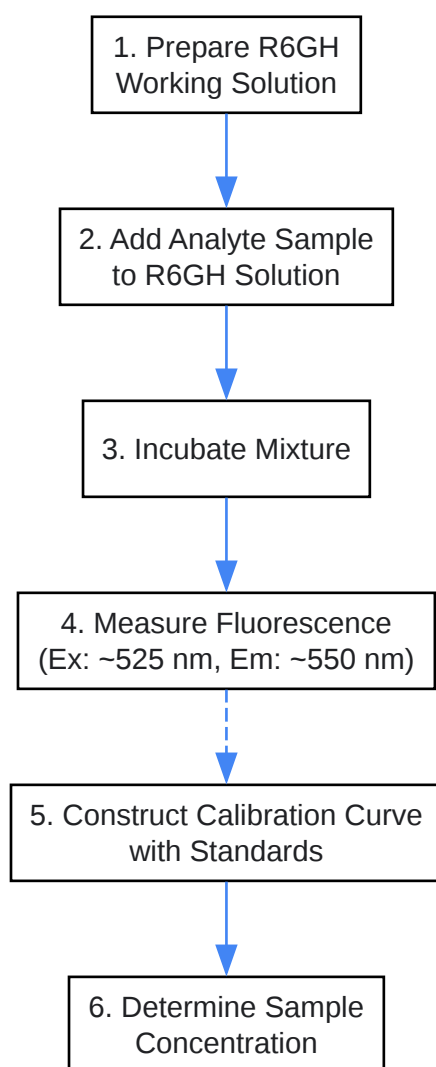 1. Prepare R6GH
Working Solution
2. Add Analyte Sample
to R6GH Solution
3. Incubate Mixture
4. Measure Fluorescence
(Ex: ~525 nm, Em: ~550 nm)
5. Construct Calibration Curve
with Standards
6. Determine Sample
Concentration